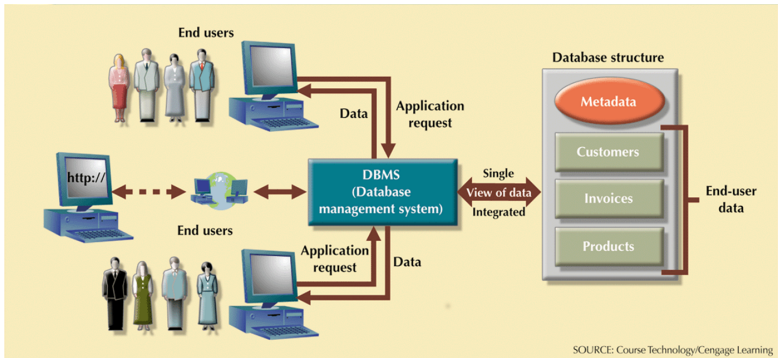 End users
Database structure
Metadata
Application
request
Data
Customers
http://
DBMS
(Database
management system)
Single
View of data
Integrated
Invoices
End-user
data
End users
Application
request
Data
Products
SOURCE: Course Technology/Cengage Learning